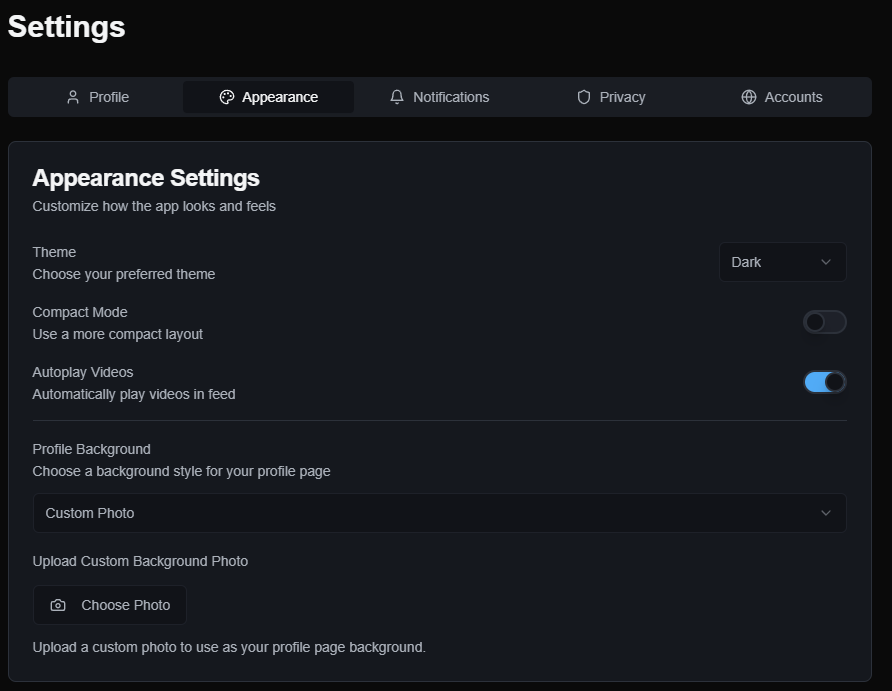 Settings
Profile
Appearance
Notifications
Privacy
Accounts
Appearance Settings
Customize how the app looks and feels
Theme
Choose your preferred theme
Dark
Compact Mode
Use a more compact layout
Autoplay Videos
Automatically play videos in feed
Profile Background
Choose a background style for your profile page
Custom Photo
Upload Custom Background Photo
Choose Photo
Upload a custom photo to use as your profile page background.